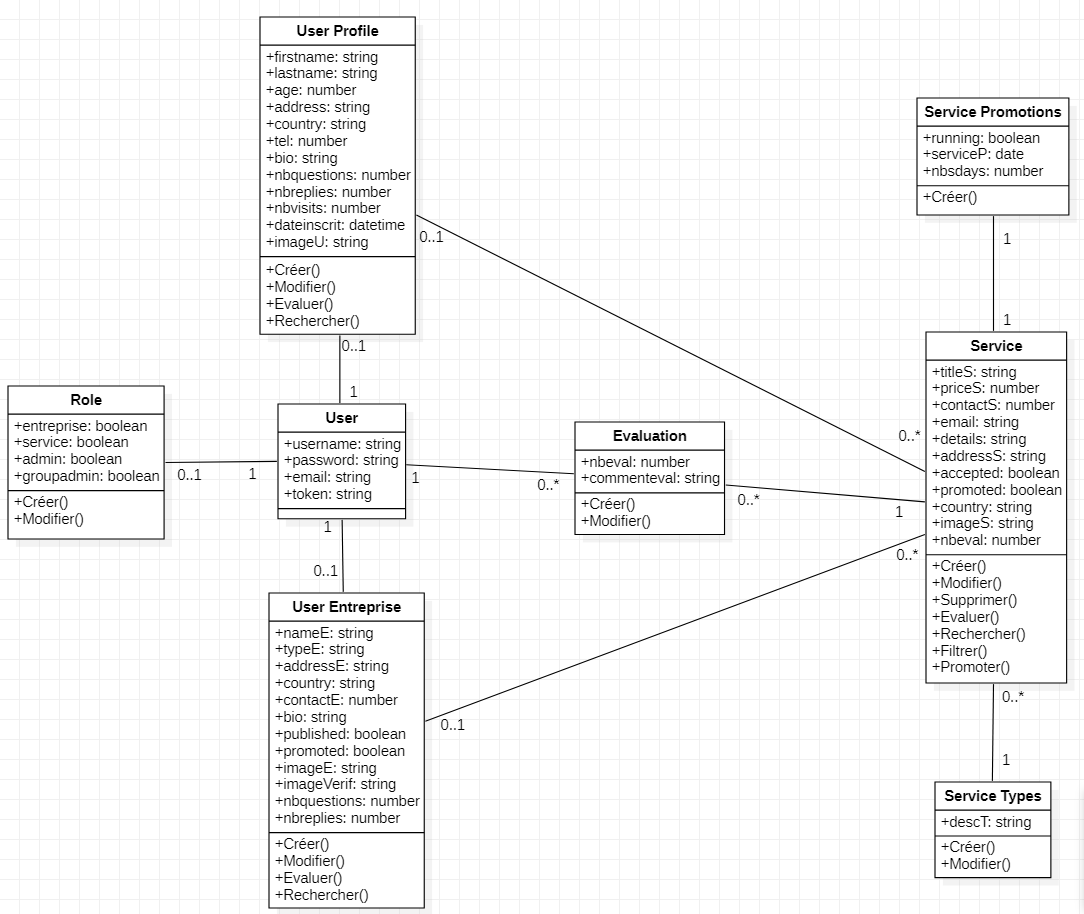 User Profile
+firstname: string
+lastname: string
+age: number
+address: string
+country: string
+tel: number
+bio: string
+nbquestions: number
+nbreplies: number
+nbvisits: number
+dateinscrit: datetime
+imageU: string
+Créer()
+Modifier()
+Evaluer()
+Rechercher()
0..1
0..1
1
Service Promotions
+running: boolean
+serviceP: date
+nbsdays: number
+Créer()
1
1
Role
+entreprise: boolean
+service: boolean
+admin: boolean
+groupadmin: boolean
+Créer()
+Modifier()
0..1
1
User
+username: string
+password: string
+email: string
+token: string
1
0..*
1
0..1
Evaluation
+nbeval: number
+commenteval: string
+Créer()
+Modifier()
0..*
1
0..*
0..*
Service
+titleS: string
+priceS: number
+contactS: number
+email: string
+details: string
+addressS: string
+accepted: boolean
+promoted: boolean
+country: string
+imageS: string
+nbeval: number
+Créer()
+Modifier()
+Supprimer()
+Evaluer()
+Rechercher()
+Filtrer()
+Promoter()
0..*
1
User Entreprise
+nameE: string
+typeE: string
+addressE: string
+country: string
+contactE: number
+bio: string
+published: boolean
+promoted: boolean
+imageE: string
+imageVerif: string
+nbquestions: number
+nbreplies: number
+Créer()
+Modifier()
+Evaluer()
+Rechercher()
0..1
Service Types
+descT: string
+Créer()
+Modifier()